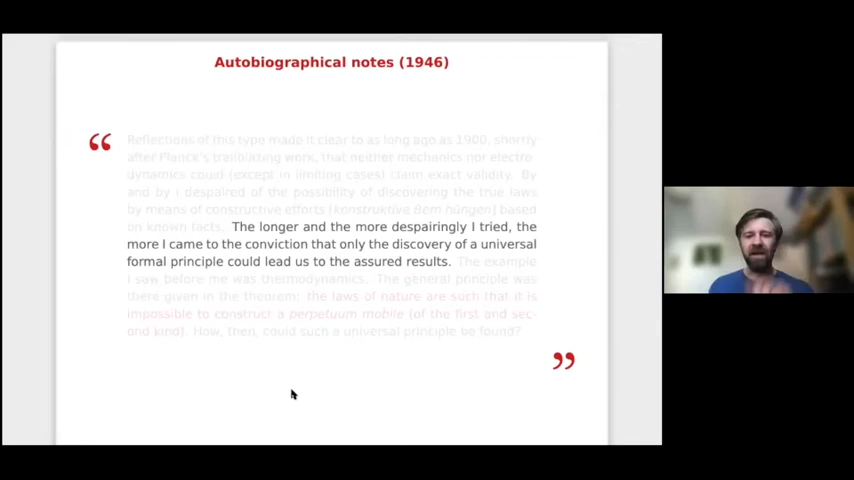 Autobiographical notes (1946)
“ Reflections of this type made it clear to as long ago as 1900, shortly
after Planck's trailblazing work, that neither mechanics nor electro-
dynamics could (except in limiting cases) claim exact validity. By
and by I despaired of the possibility of discovering the true laws
by means of constructive efforts [konstruktive Bem hüngen] based
on known facts. The longer and the more despairingly I tried, the
more I came to the conviction that only the discovery of a universal
formal principle could lead us to the assured results. The example
I saw before me was thermodynamics. The general principle was
there given in the theorem: the laws of nature are such that it is
impossible to construct a perpetuum mobile (of the first and sec-
ond kind). How, then, could such a universal principle be found?
”